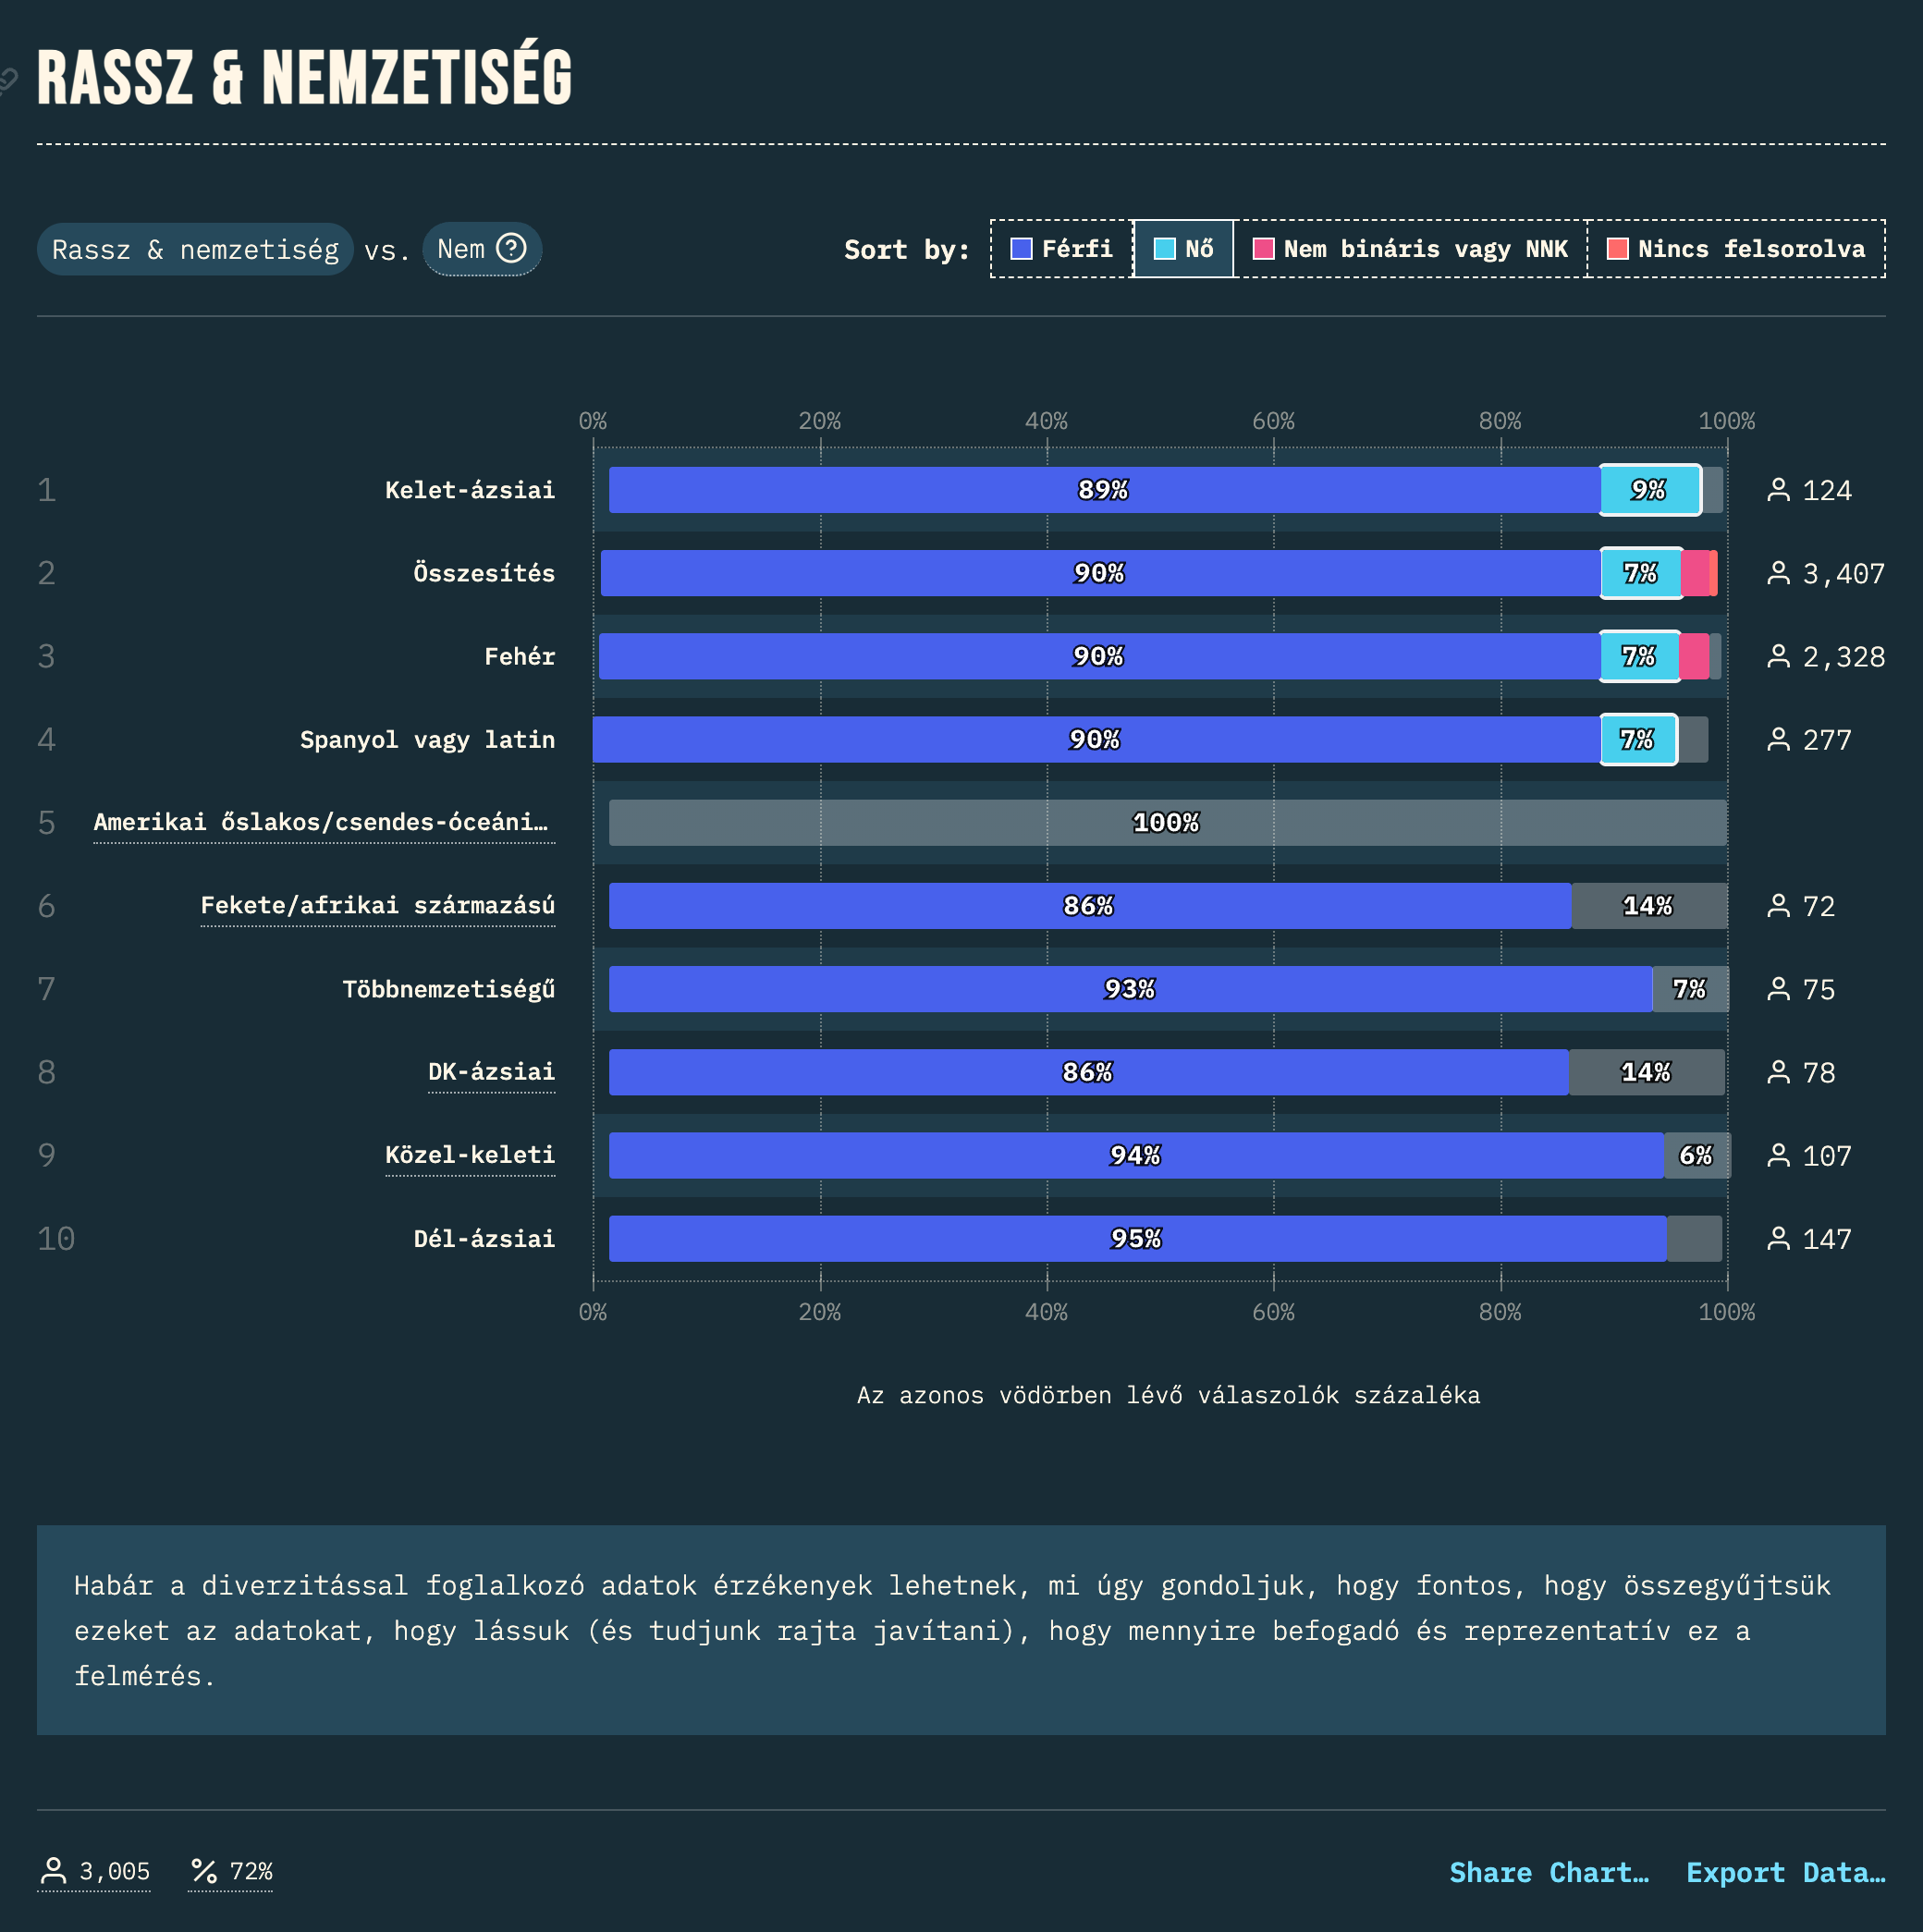 RASSZ & NEMZETISÉG
Rassz & nemzetiség vs. Nem ?
Sort by: Férfi Nő Nem bináris vagy NNK Nincs felsorolva
0% 20% 40% 60% 80% 100%
1 Kelet-ázsiai 89% 9% 124
2 Összesítés 90% 7% 3,407
3 Fehér 90% 7% 2,328
4 Spanyol vagy latin 90% 7% 277
5 Amerikai őslakos/csendes-óceáni… 100%
6 Fekete/afrikai származású 86% 14% 72
7 Többnemzetiségű 93% 7% 75
8 DK-ázsiai 86% 14% 78
9 Közel-keleti 94% 6% 107
10 Dél-ázsiai 95% 147
0% 20% 40% 60% 80% 100%
Az azonos vödörben lévő válaszolók százaléka
Habár a diverzitással foglalkozó adatok érzékenyek lehetnek, mi úgy gondoljuk, hogy fontos, hogy összegyűjtsük
ezeket az adatokat, hogy lássuk (és tudjunk rajta javítani), hogy mennyire befogadó és reprezentatív ez a
felmérés.
3,005 % 72% Share Chart… Export Data…